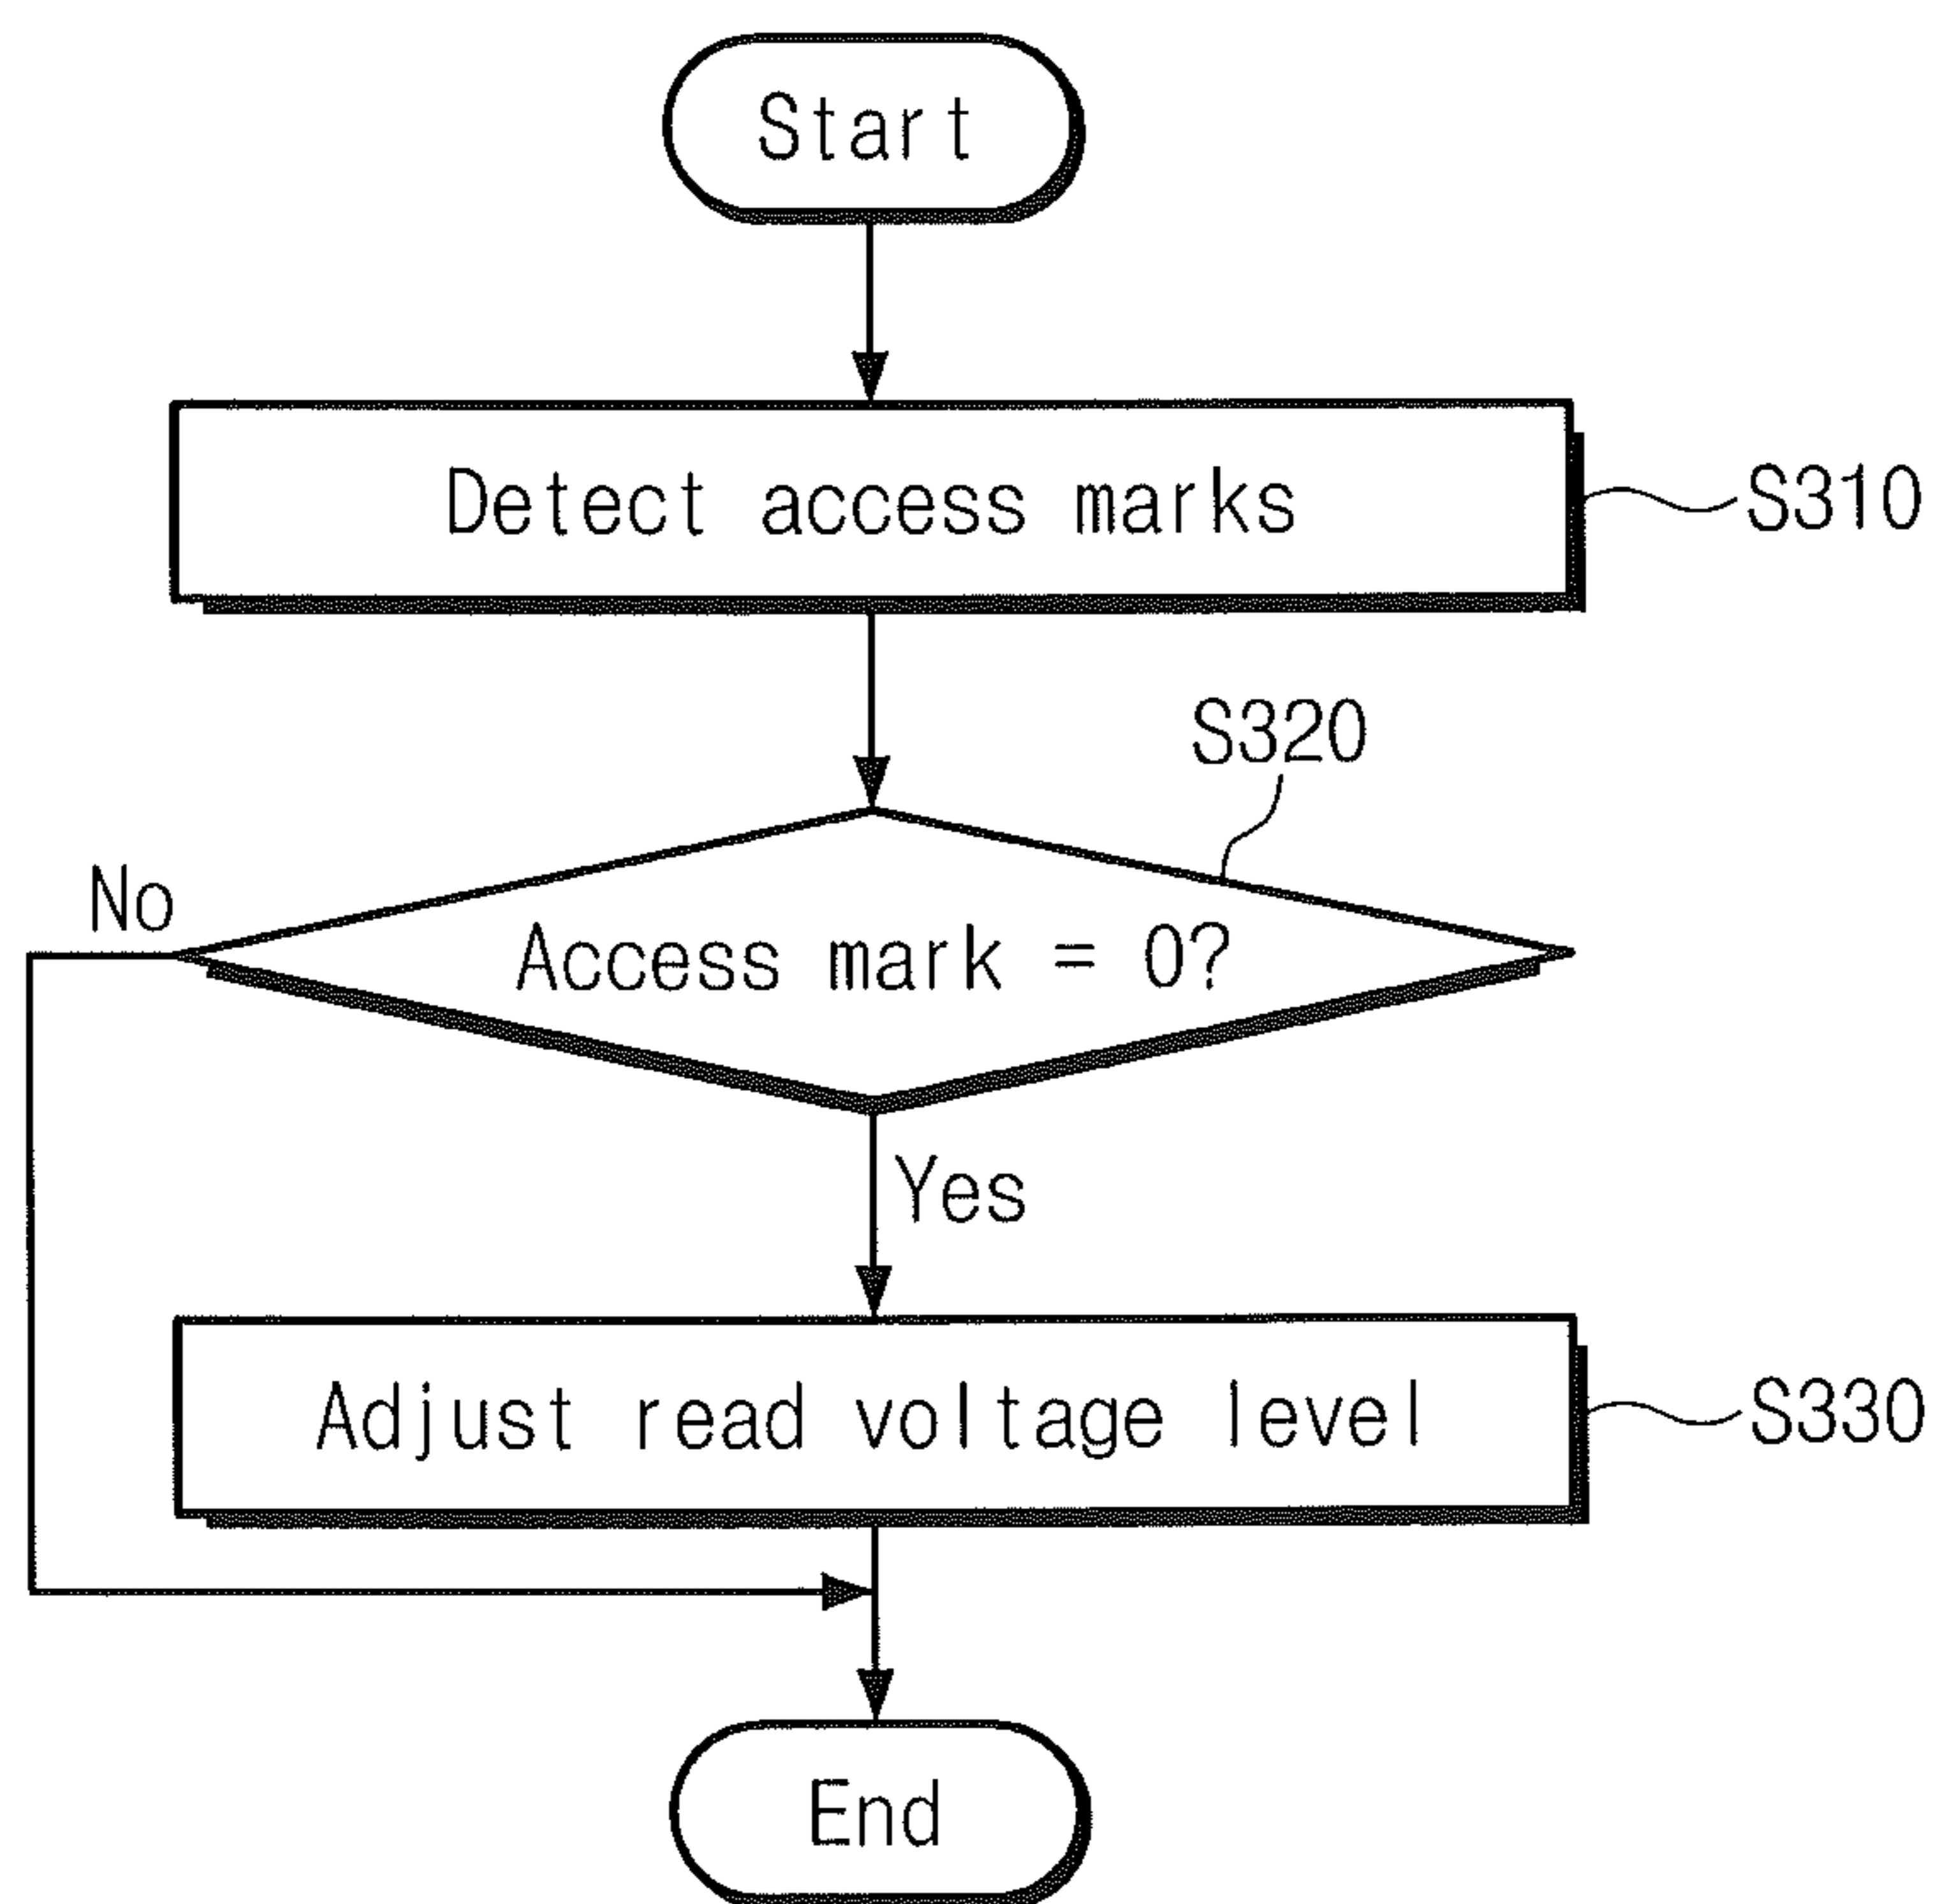 Start
Detect access marks
S310
S320
No
Access mark = 0?
Yes
Adjust read voltage level
S330
End